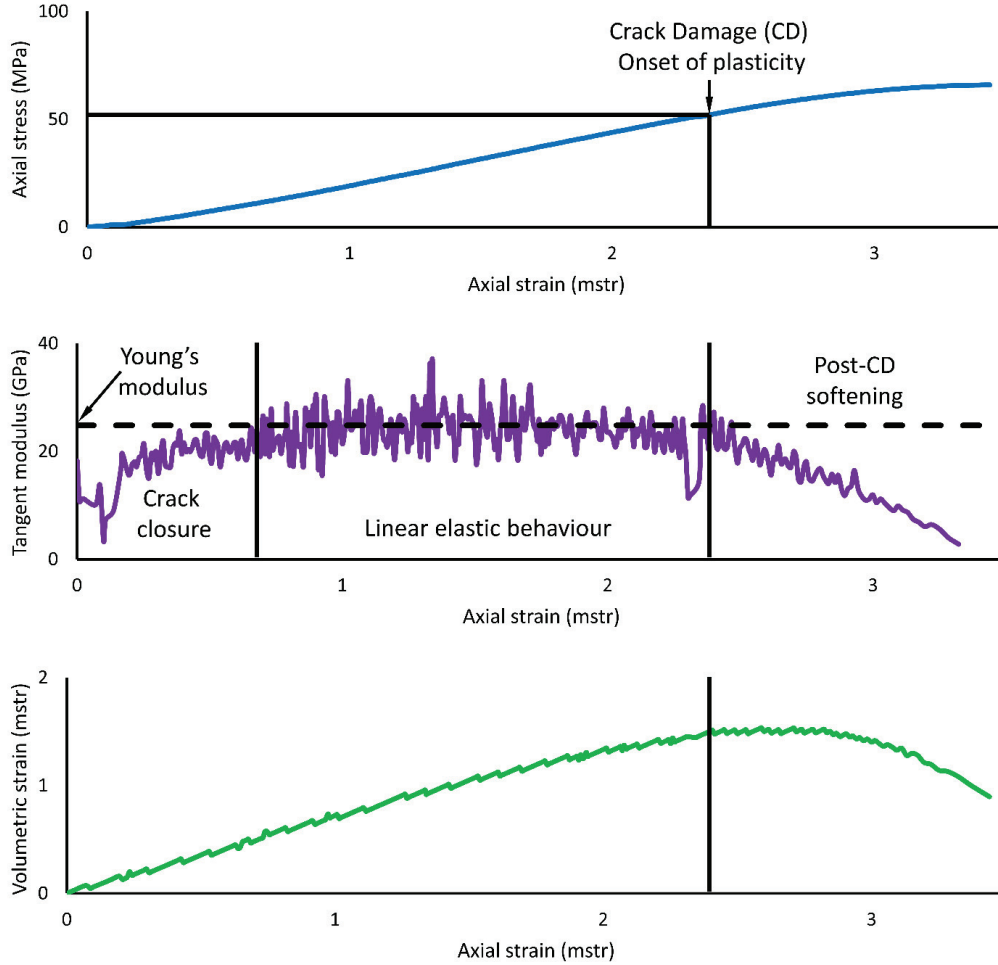 100
50
0
Axial stress (MPa)
Crack Damage (CD)
Onset of plasticity
0
1
2
3
Axial strain (mstr)
40
20
0
Tangent modulus (GPa)
Young's
modulus
Crack
closure
Linear elastic behaviour
Post-CD
softening
0
1
2
3
Axial strain (mstr)
2
1
0
Volumetric strain (mstr)
0
1
2
3
Axial strain (mstr)